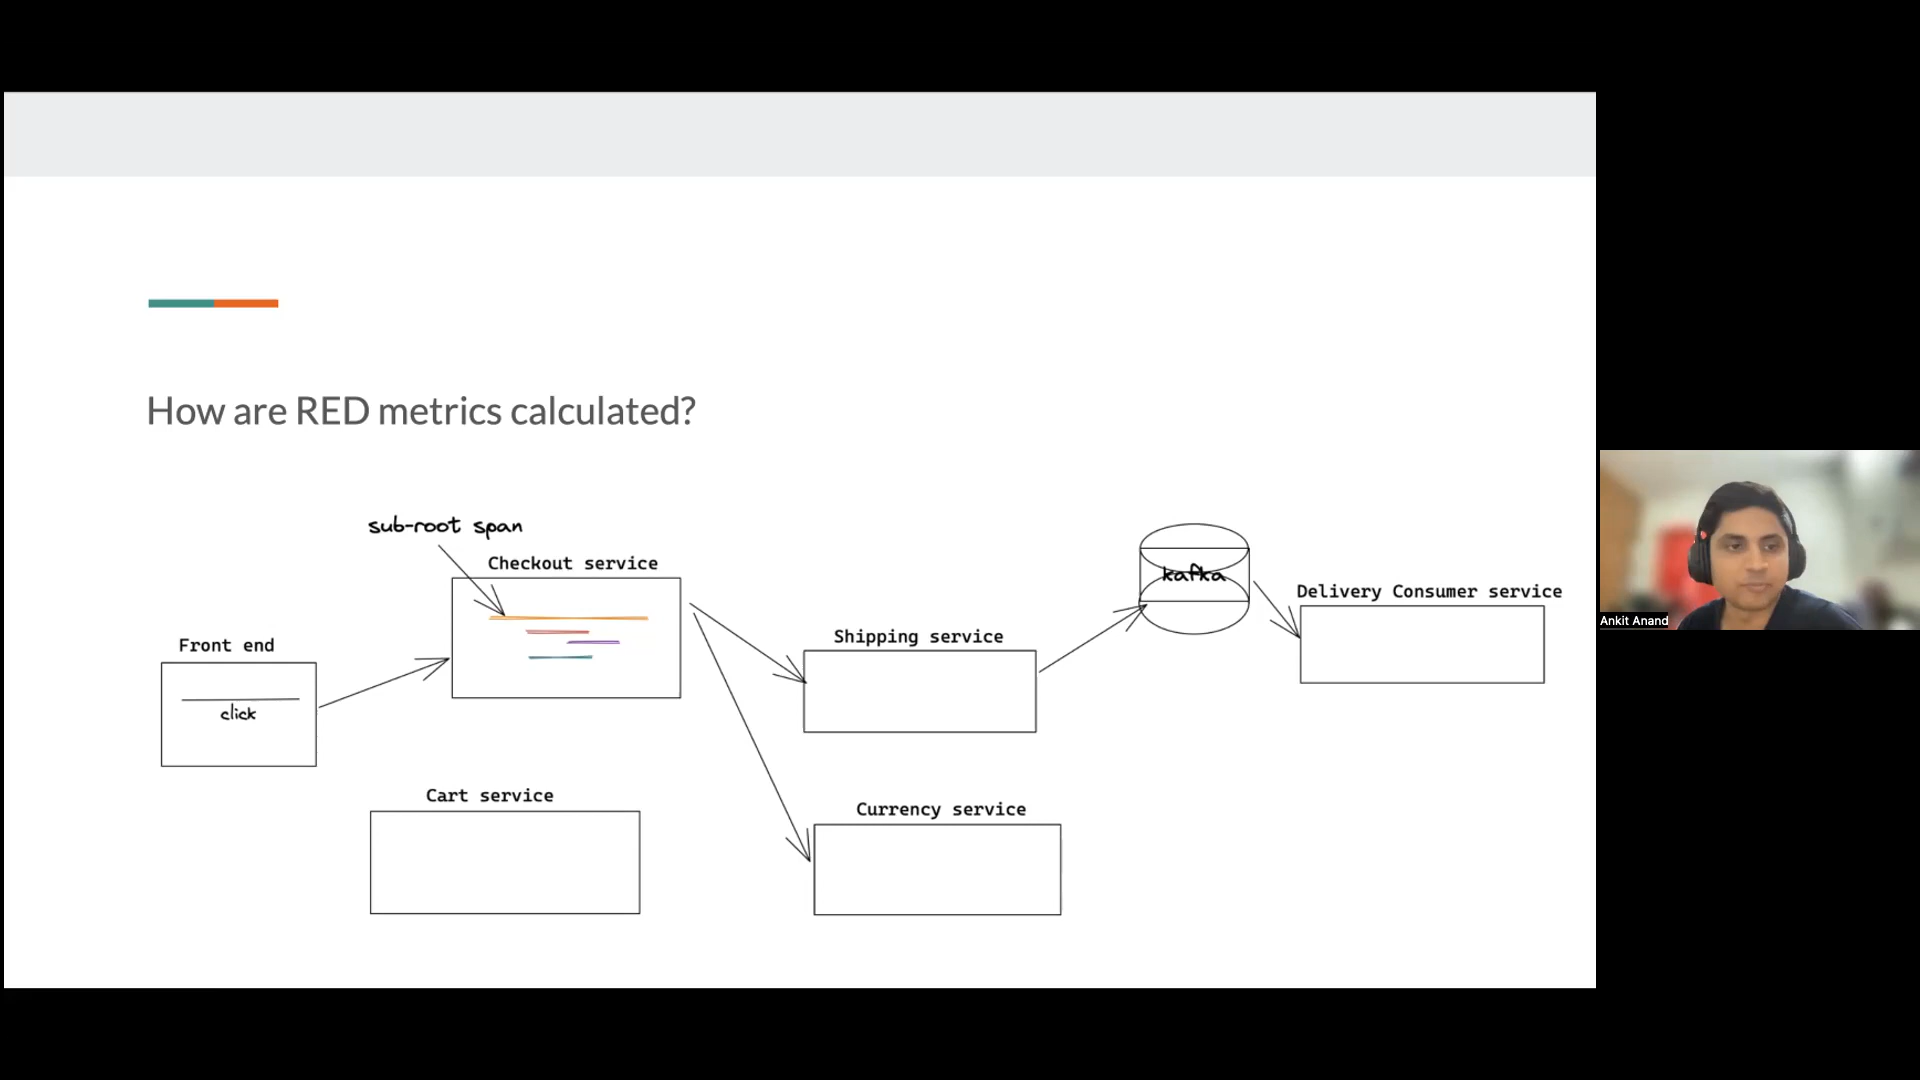 How are RED metrics calculated?
sub-root span
Checkout service
kafka
Delivery Consumer service
Front end
Shipping service
click
Cart service
Currency service
Ankit Anand